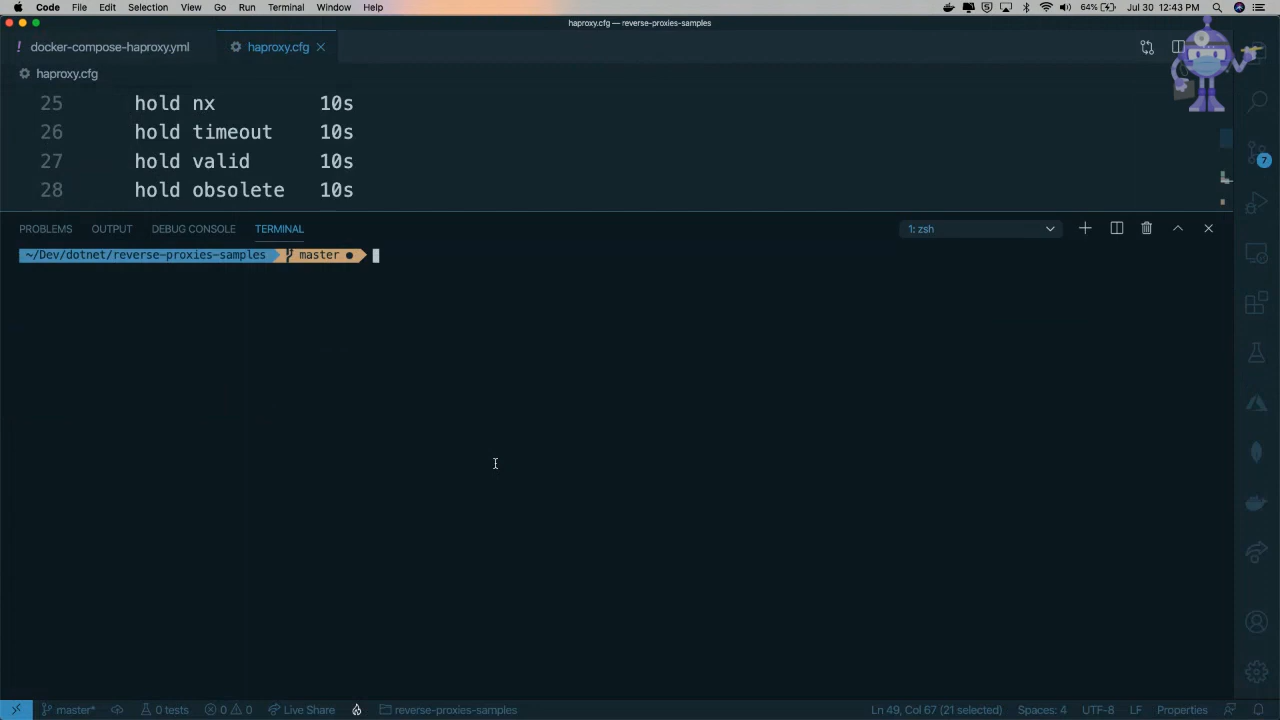 Code File Edit Selection View Go Run Terminal Window Help 64% Jul 30 12:43 PM
haproxy.cfg — reverse-proxies-samples
! docker-compose-haproxy.yml haproxy.cfg
haproxy.cfg
25 hold nx 10s
26 hold timeout 10s
27 hold valid 10s
28 hold obsolete 10s
7
PROBLEMS OUTPUT DEBUG CONSOLE TERMINAL 1: zsh
~/Dev/dotnet/reverse-proxies-samples master
master* 0 tests 0 0 Live Share reverse-proxies-samples Ln 49, Col 67 (21 selected) Spaces: 4 UTF-8 LF Properties